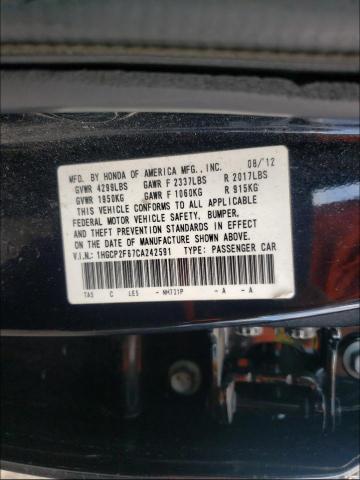 MFD. BY HONDA OF AMERICA MFG., INC. 08/12
GVWR 4299LBS GAWR F 2337LBS R 2017LBS
GVWR 1950KG GAWR F 1060KG R 915KG
THIS VEHICLE CONFORMS TO ALL APPLICABLE
FEDERAL MOTOR VEHICLE SAFETY, BUMPER,
AND THEFT PREVENTION STANDARDS IN EFFECT
ON THE DATE OF MANUFACTURE SHOWN ABOVE.
V.I.N.: 1HGCP2F67CA242591 TYPE: PASSENGER CAR
TA5 C LE5 - NH731P - A - A